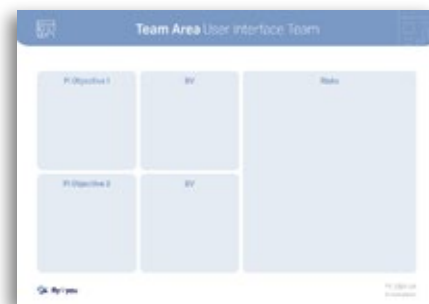 Team Area User Interface Team
PI Objective 1
BV
Risks
PI Objective 2
BV